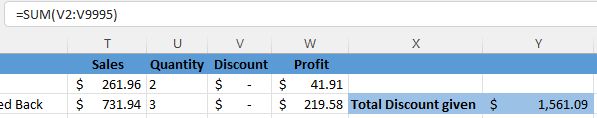 =SUM(V2:V9995)
T U V W X Y
Sales Quantity Discount Profit
$ 261.96 2 $ - $ 41.91
ed Back $ 731.94 3 $ - $ 219.58 Total Discount given $ 1,561.09